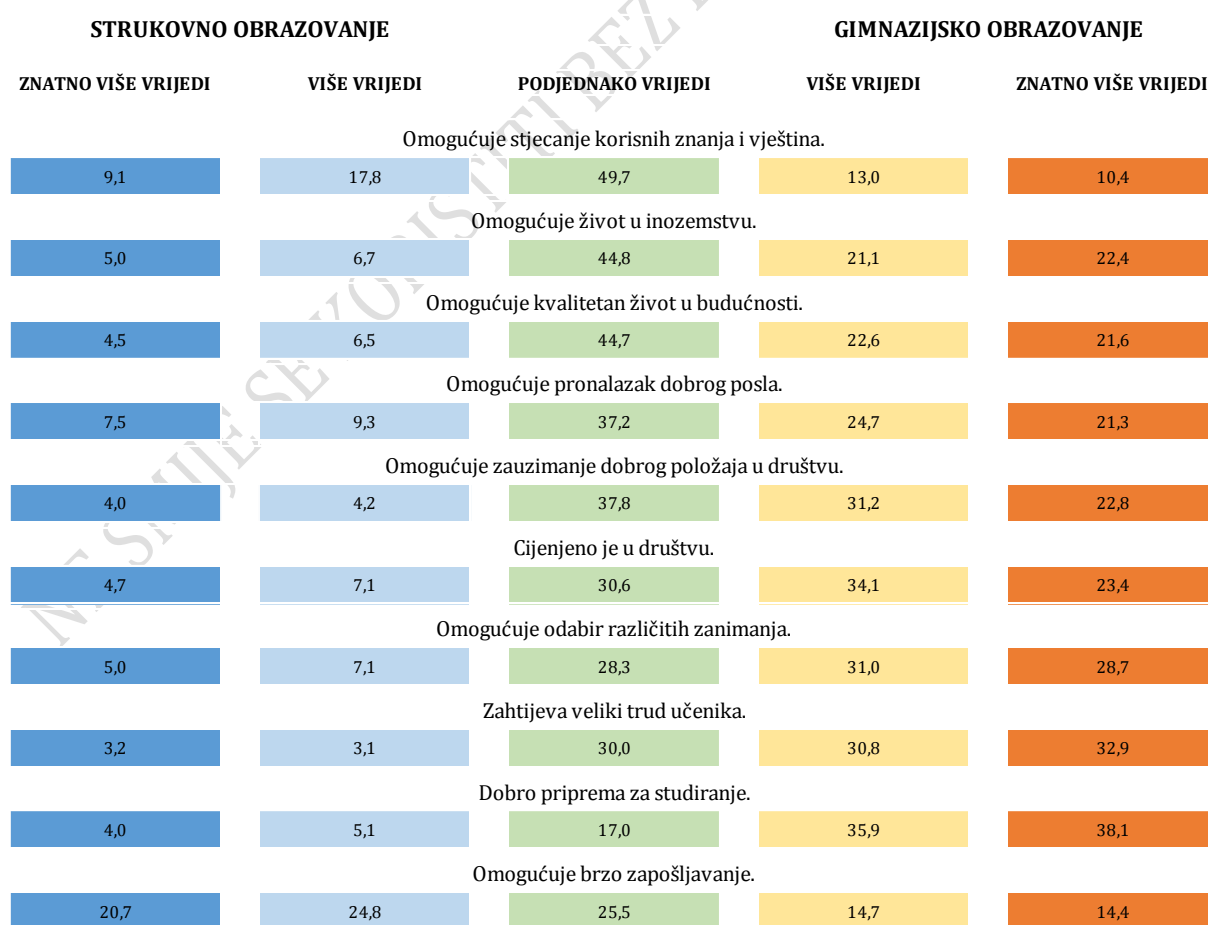 STRUKOVNO OBRAZOVANJE GIMNAZIJSKO OBRAZOVANJE
ZNATNO VIŠE VRIJEDI VIŠE VRIJEDI PODJEDNAKO VRIJEDI VIŠE VRIJEDI ZNATNO VIŠE VRIJEDI
Omogućuje stjecanje korisnih znanja i vještina.
9,1 17,8 49,7 13,0 10,4
Omogućuje život u inozemstvu.
5,0 6,7 44,8 21,1 22,4
Omogućuje kvalitetan život u budućnosti.
4,5 6,5 44,7 22,6 21,6
Omogućuje pronalazak dobrog posla.
7,5 9,3 37,2 24,7 21,3
Omogućuje zauzimanje dobrog položaja u društvu.
4,0 4,2 37,8 31,2 22,8
Cijenjeno je u društvu.
4,7 7,1 30,6 34,1 23,4
Omogućuje odabir različitih zanimanja.
5,0 7,1 28,3 31,0 28,7
Zahtijeva veliki trud učenika.
3,2 3,1 30,0 30,8 32,9
Dobro priprema za studiranje.
4,0 5,1 17,0 35,9 38,1
Omogućuje brzo zapošljavanje.
20,7 24,8 25,5 14,7 14,4
NE SMIJE SE KORISTITI BEZ